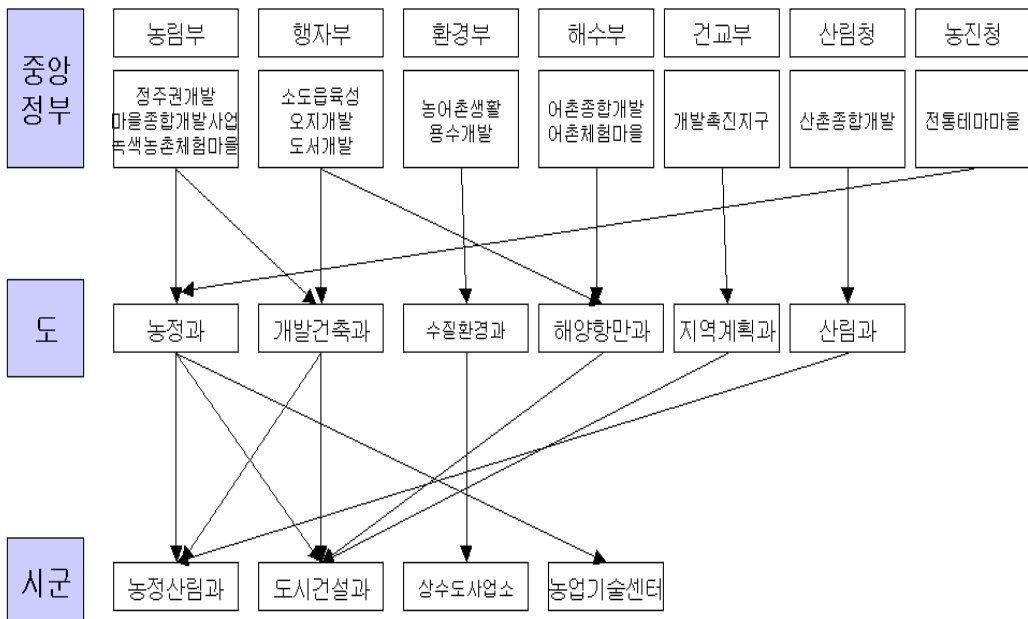 중앙
정부
농림부
행자부
환경부
해수부
건교부
산림청
농진청
정주권개발
마을종합개발사업
녹색농촌체험마을
소도읍육성
오지개발
도서개발
농어촌생활
용수개발
어촌종합개발
어촌체험마을
개발촉진지구
산촌종합개발
전통테마마을
도
농정과
개발건축과
수질환경과
해양항만과
지역계획과
산림과
시군
농정산림과
도시건설과
상수도사업소
농업기술센터